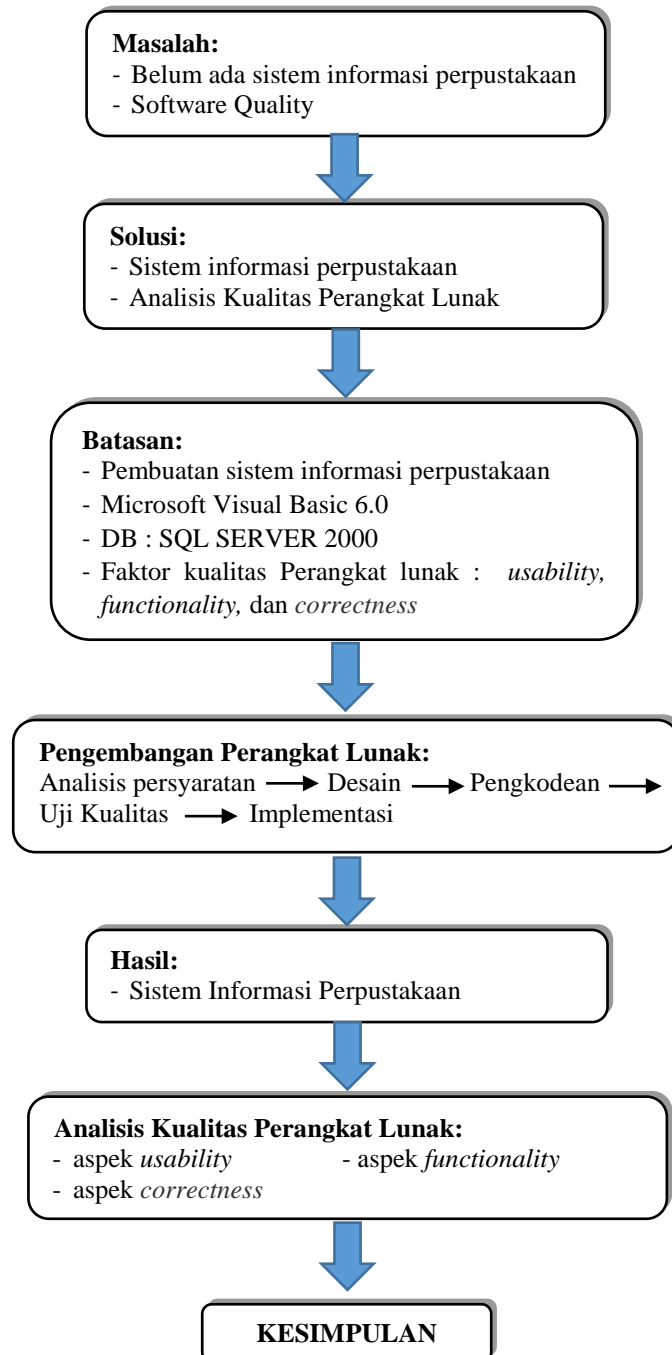 Masalah:
- Belum ada sistem informasi perpustakaan
- Software Quality
Solusi:
- Sistem informasi perpustakaan
- Analisis Kualitas Perangkat Lunak
Batasan:
- Pembuatan sistem informasi perpustakaan
- Microsoft Visual Basic 6.0
- DB : SQL SERVER 2000
- Faktor kualitas Perangkat lunak : usability,
functionality, dan correctness
Pengembangan Perangkat Lunak:
Analisis persyaratan → Desain → Pengkodean →
Uji Kualitas → Implementasi
Hasil:
- Sistem Informasi Perpustakaan
Analisis Kualitas Perangkat Lunak:
- aspek usability - aspek functionality
- aspek correctness
KESIMPULAN